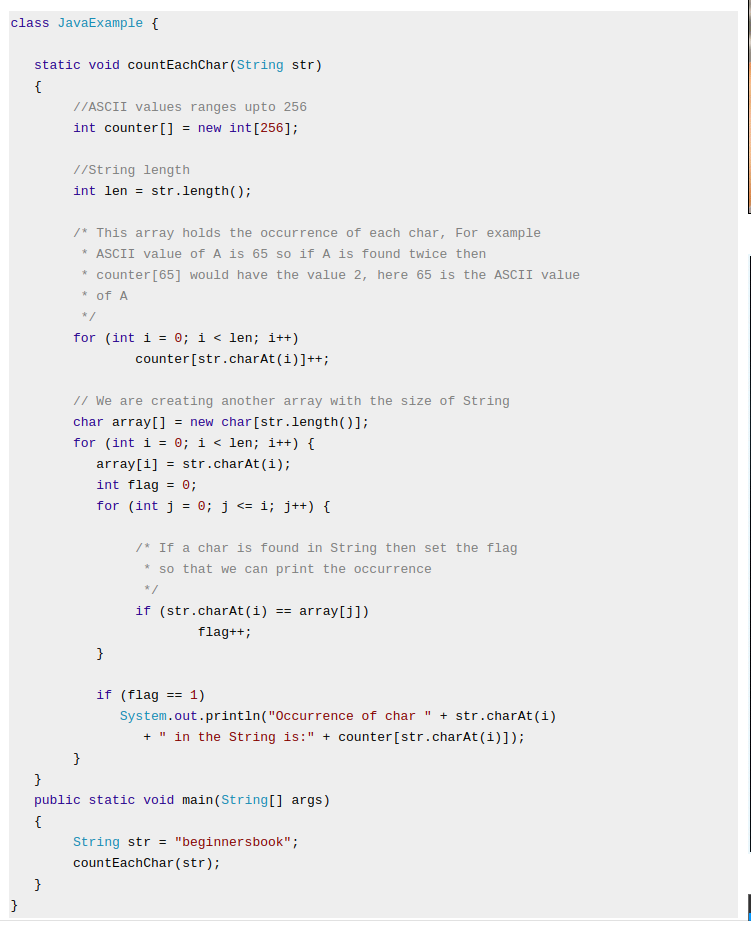 class JavaExample {
static void countEachChar(String str)
{
//ASCII values ranges upto 256
int counter[] = new int[256];
//String length
int len = str.length();
/* This array holds the occurrence of each char, For example
* ASCII value of A is 65 so if A is found twice then
* counter[65] would have the value 2, here 65 is the ASCII value
* of A
*/
for (int i = 0; i < len; i++)
counter[str.charAt(i)]++;
// We are creating another array with the size of String
char array[] = new char[str.length()];
for (int i = 0; i < len; i++) {
array[i] = str.charAt(i);
int flag = 0;
for (int j = 0; j <= i; j++) {
/* If a char is found in String then set the flag
* so that we can print the occurrence
*/
if (str.charAt(i) == array[j])
flag++;
}
if (flag == 1)
System.out.println("Occurrence of char " + str.charAt(i)
+ " in the String is:" + counter[str.charAt(i)]);
}
}
public static void main(String[] args)
{
String str = "beginnersbook";
countEachChar(str);
}
}